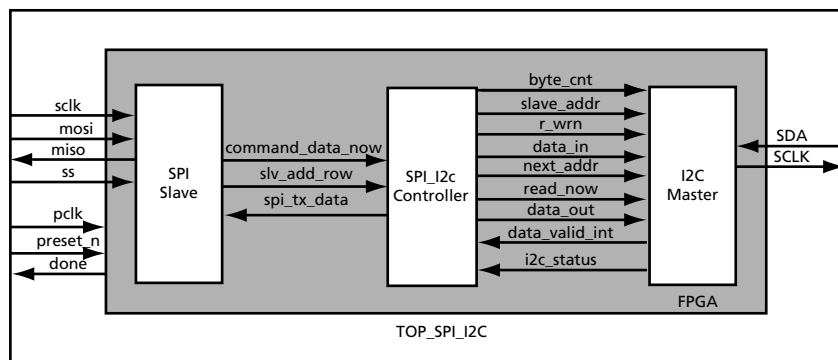 sclk
mosi
miso
ss
pclk
preset_n
done
SPI
Slave
command_data_now
slv_add_row
spi_tx_data
SPI_I2c
Controller
byte_cnt
slave_addr
r_wrn
data_in
next_addr
read_now
data_out
data_valid_int
i2c_status
I2C
Master
SDA
SCLK
FPGA
TOP_SPI_I2C